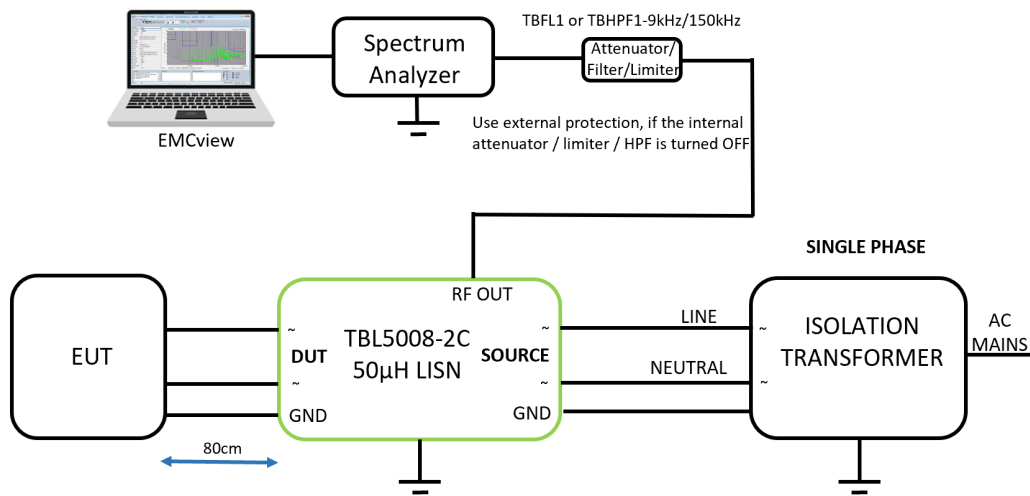 TBFL1 or TBHPF1-9kHz/150kHz
Spectrum
Analyzer
Attenuator/
Filter/Limiter
EMCview
Use external protection, if the internal
attenuator / limiter / HPF is turned OFF
SINGLE PHASE
RF OUT
EUT
~
DUT
~
GND
TBL5008-2C
50µH LISN
~
SOURCE
~
GND
LINE
NEUTRAL
~
~
ISOLATION
TRANSFORMER
AC
MAINS
80cm